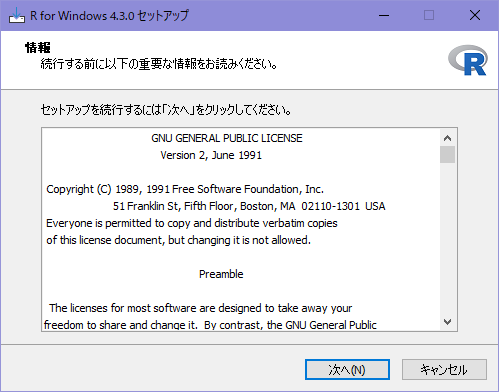 R for Windows 4.3.0 セットアップ
情報
続行する前に以下の重要な情報をお読みください。
R
セットアップを続行するには「次へ」をクリックしてください。
GNU GENERAL PUBLIC LICENSE
Version 2, June 1991
Copyright (C) 1989, 1991 Free Software Foundation, Inc.
51 Franklin St, Fifth Floor, Boston, MA  02110-1301  USA
Everyone is permitted to copy and distribute verbatim copies
of this license document, but changing it is not allowed.
Preamble
The licenses for most software are designed to take away your
freedom to share and change it.  By contrast, the GNU General Public
次へ(N)
キャンセル